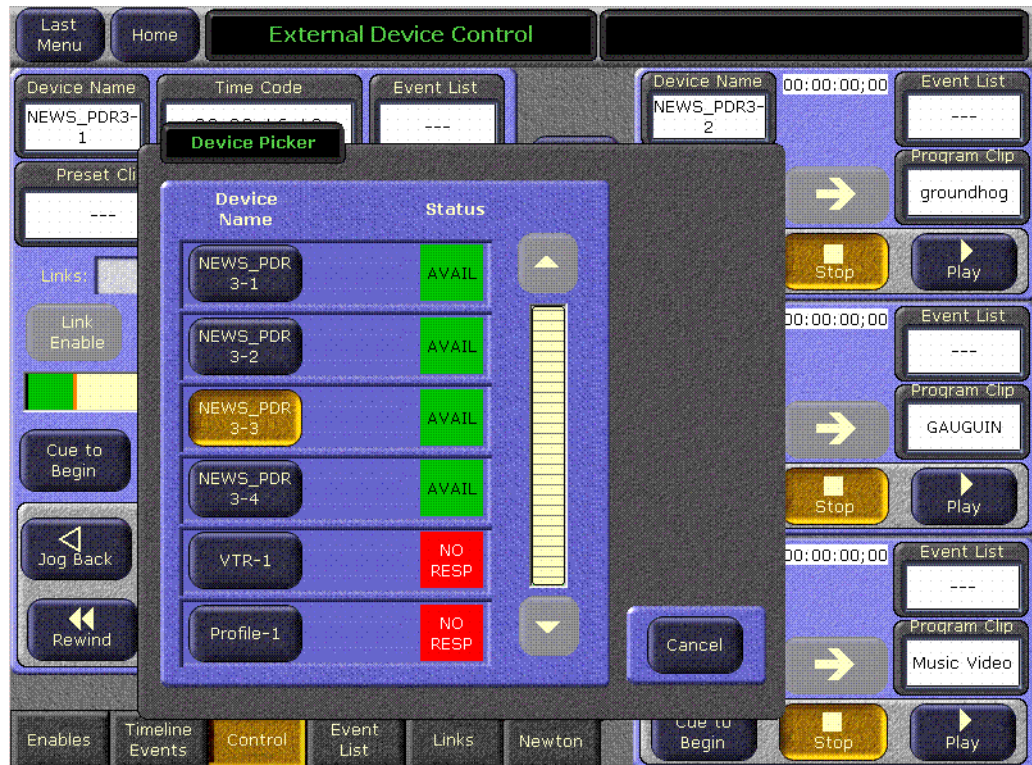 Last
Menu
Home
External Device Control
Device Name
NEWS_PDR3-
1
Time Code
Event List
---
Preset
---
Links:
Link
Enable
Cue to
Begin
Jog Back
Rewind
Device Picker
Device
Name
Status
NEWS_PDR
3-1
AVAIL
NEWS_PDR
3-2
AVAIL
NEWS_PDR
3-3
AVAIL
NEWS_PDR
3-4
AVAIL
VTR-1
NO
RESP
Profile-1
NO
RESP
Cancel
Device Name
NEWS_PDR3-
2
00:00:00;00
Event List
---
Program Clip
groundhog
Stop
Play
00:00:00;00
Event List
---
Program Clip
GAUGUIN
Stop
Play
00:00:00;00
Event List
---
Program Clip
Music Video
Cue to
Begin
Stop
Play
Enables
Timeline
Events
Control
Event
List
Links
Newton